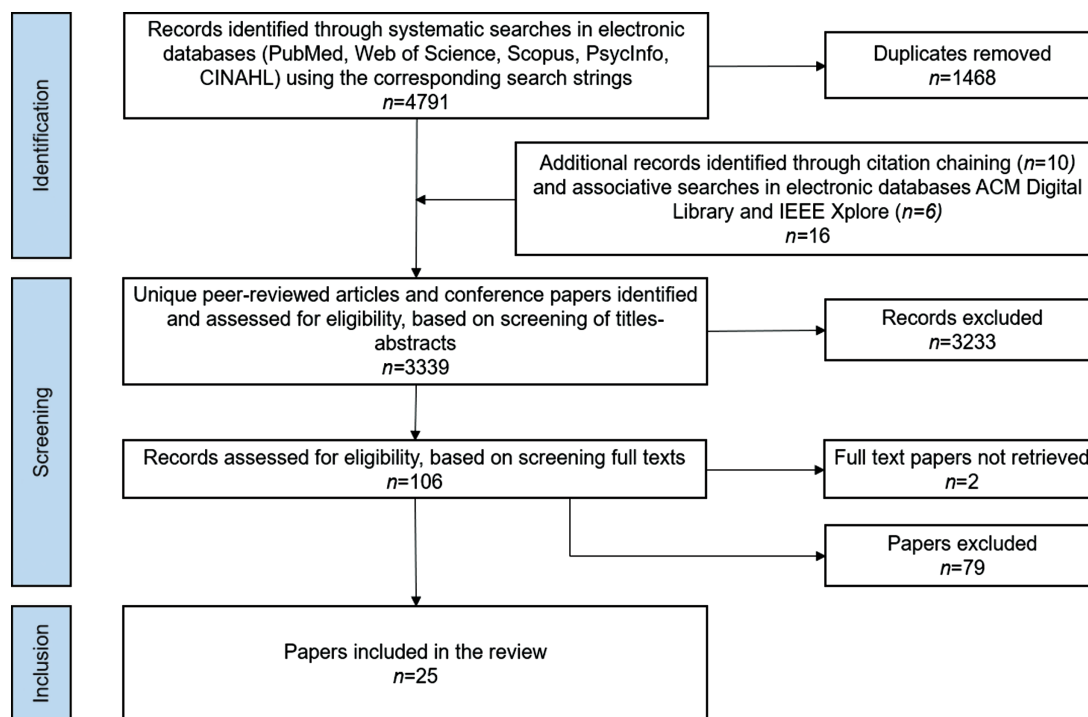 Identification
Records identified through systematic searches in electronic
databases (PubMed, Web of Science, Scopus, PsycInfo,
CINAHL) using the corresponding search strings
n=4791
Duplicates removed
n=1468
Additional records identified through citation chaining (n=10)
and associative searches in electronic databases ACM Digital
Library and IEEE Xplore (n=6)
n=16
Screening
Unique peer-reviewed articles and conference papers identified
and assessed for eligibility, based on screening of titles-
abstracts
n=3339
Records excluded
n=3233
Records assessed for eligibility, based on screening full texts
n=106
Full text papers not retrieved
n=2
Papers excluded
n=79
Inclusion
Papers included in the review
n=25